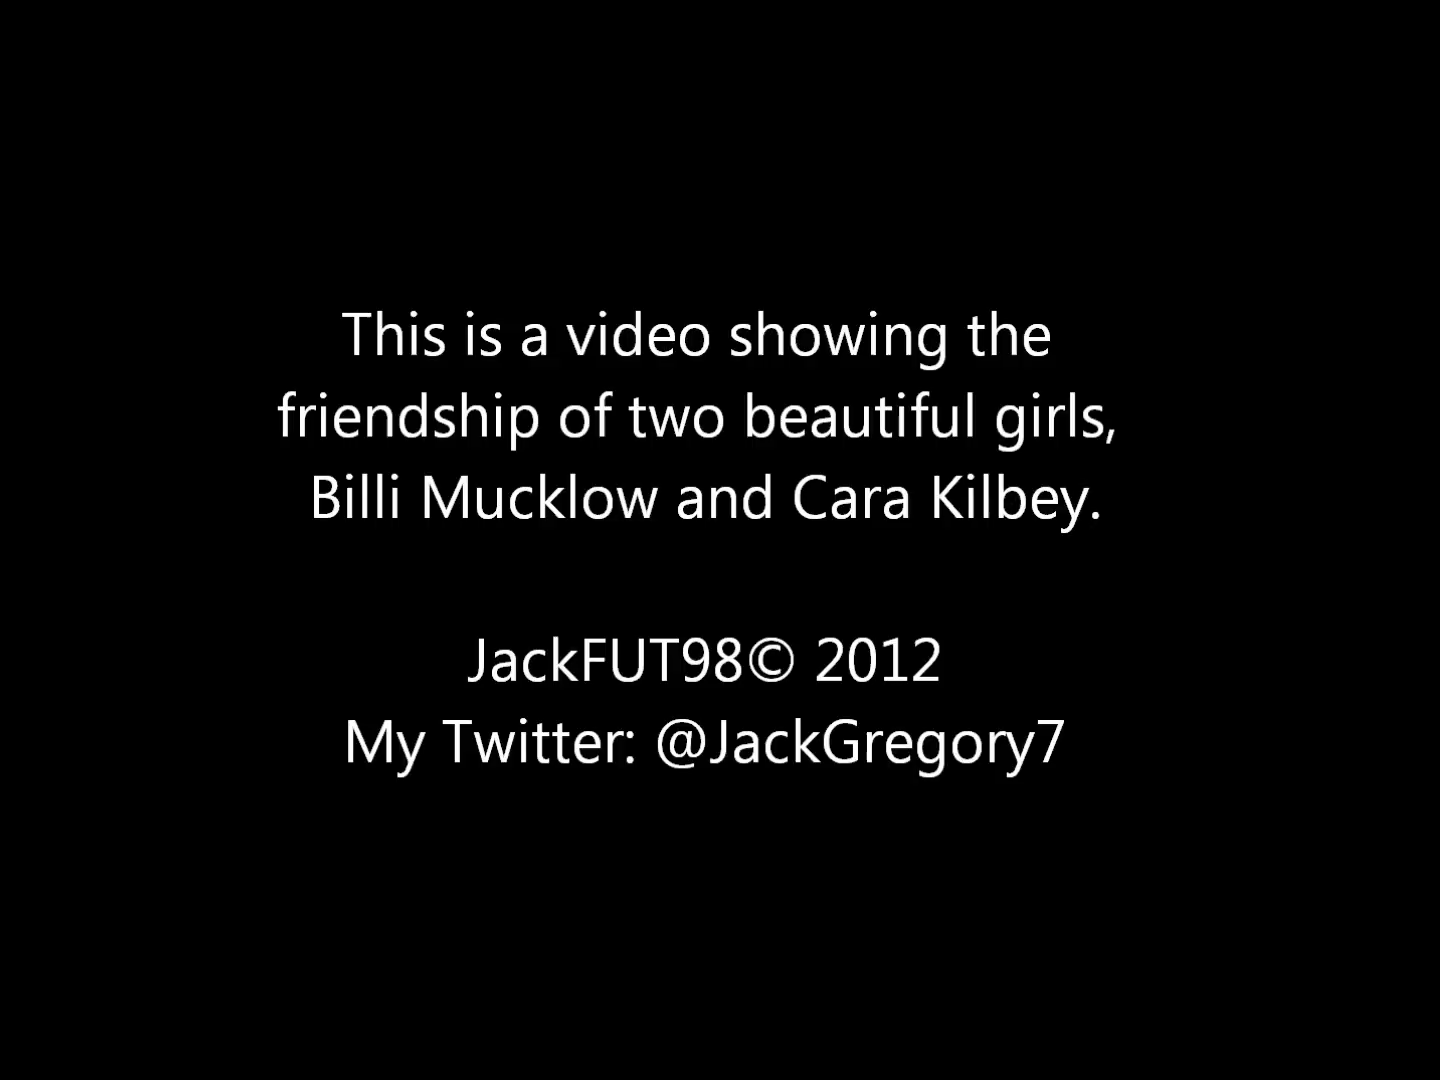 This is a video showing the
friendship of two beautiful girls,
Billi Mucklow and Cara Kilbey.
JackFUT98© 2012
My Twitter: @JackGregory7